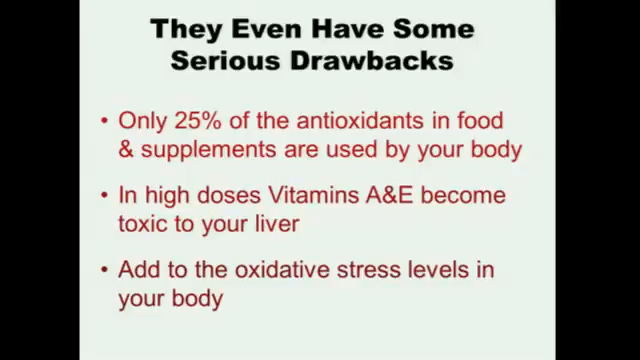 They Even Have Some
Serious Drawbacks
• Only 25% of the antioxidants in food
& supplements are used by your body
• In high doses Vitamins A&E become
toxic to your liver
• Add to the oxidative stress levels in
your body